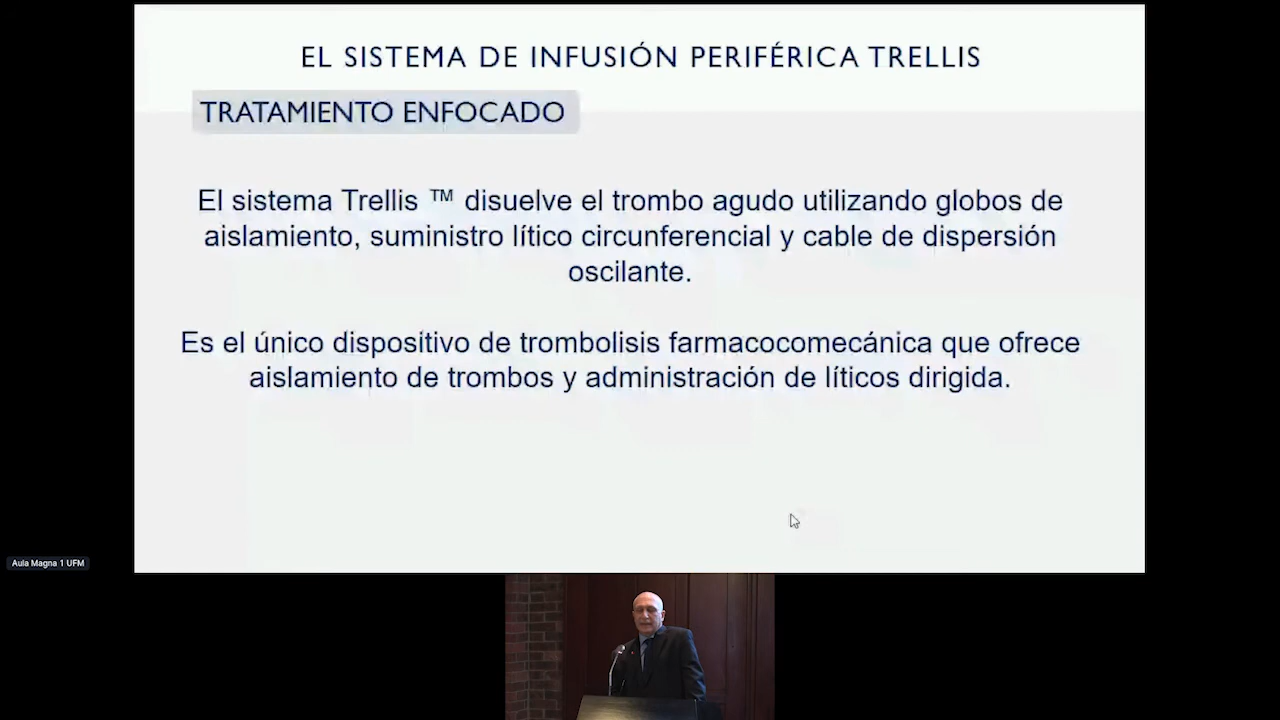 EL SISTEMA DE INFUSIÓN PERIFÉRICA TRELLIS
TRATAMIENTO ENFOCADO
El sistema Trellis ™ disuelve el trombo agudo utilizando globos de
aislamiento, suministro lítico circunferencial y cable de dispersión
oscilante.
Es el único dispositivo de trombolisis farmacocomecánica que ofrece
aislamiento de trombos y administración de líticos dirigida.
Aula Magna 1 UFM